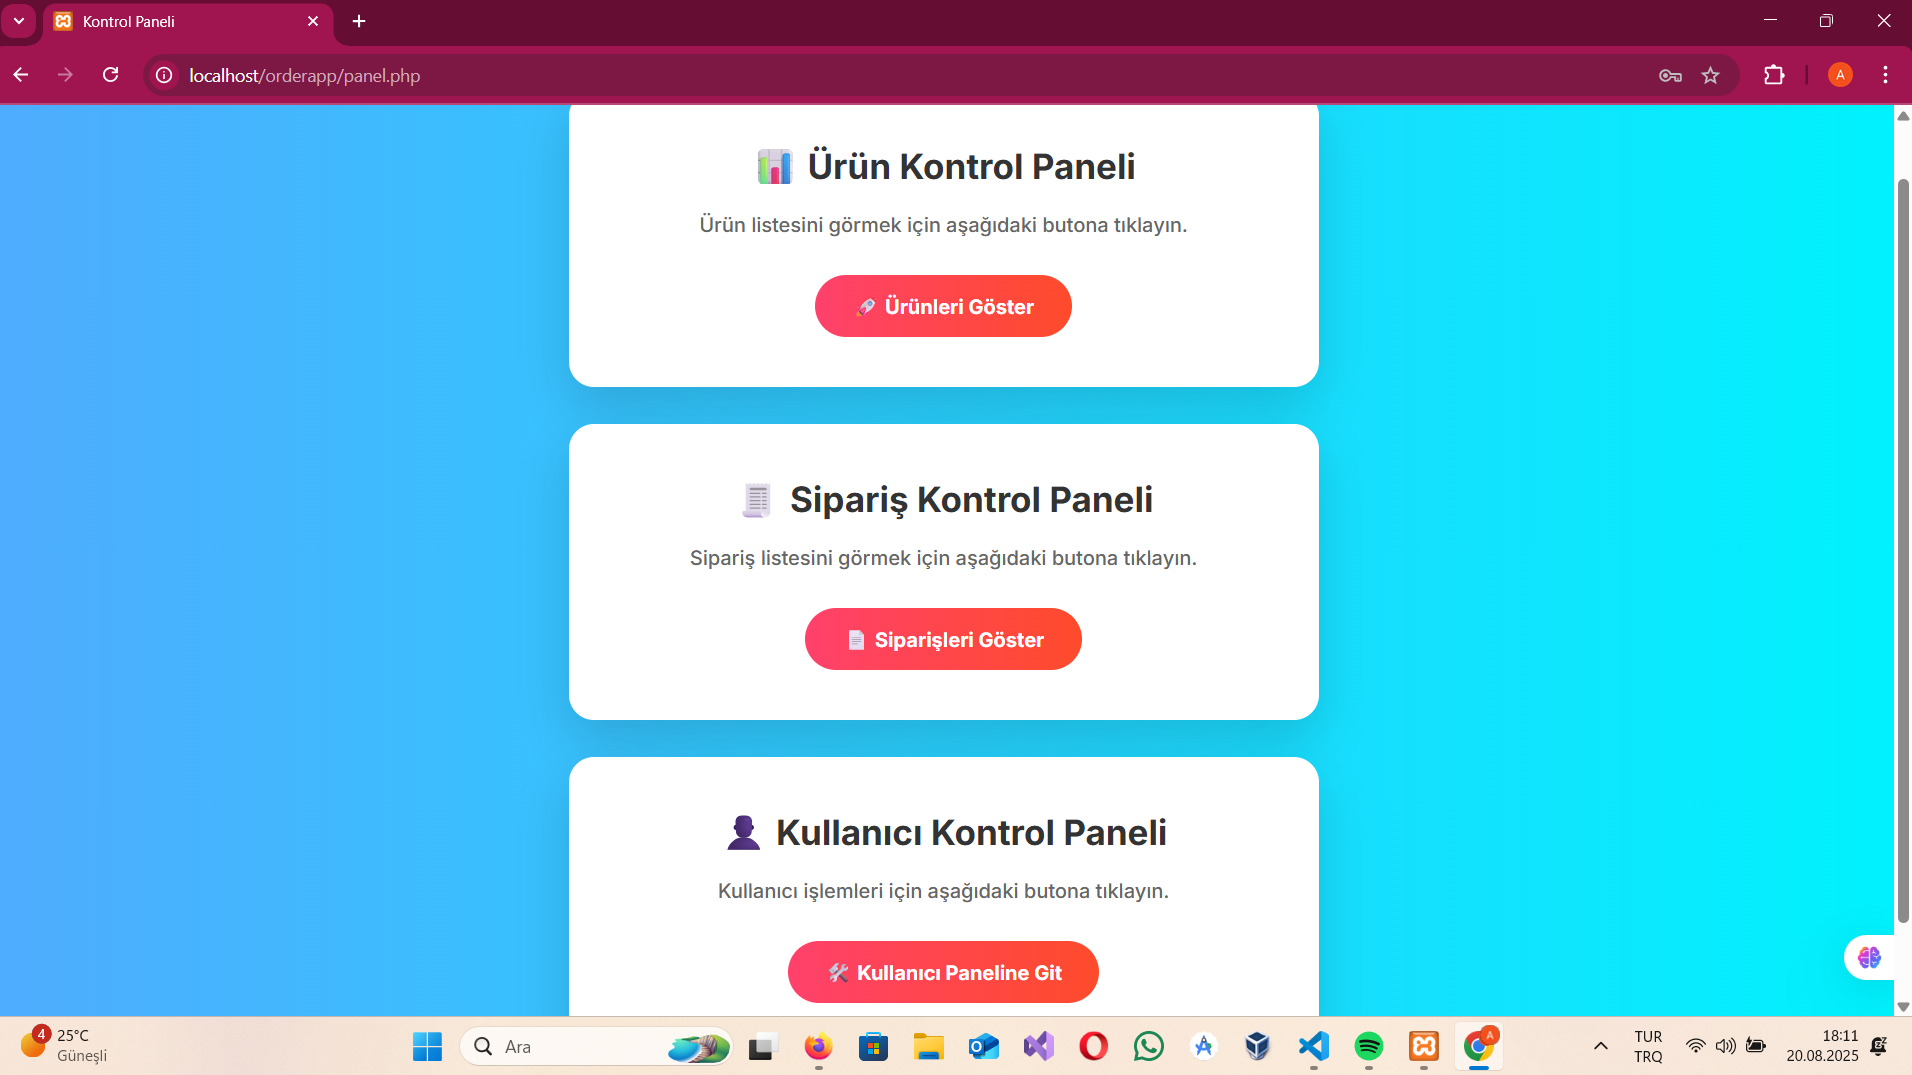 Kontrol Paneli
localhost/orderapp/panel.php
A
Ürün Kontrol Paneli
Ürün listesini görmek için aşağıdaki butona tıklayın.
Ürünleri Göster
Sipariş Kontrol Paneli
Sipariş listesini görmek için aşağıdaki butona tıklayın.
Siparişleri Göster
Kullanıcı Kontrol Paneli
Kullanıcı işlemleri için aşağıdaki butona tıklayın.
Kullanıcı Paneline Git
4
25°C
Güneşli
Ara
A
TUR
TRQ
18:11
20.08.2025